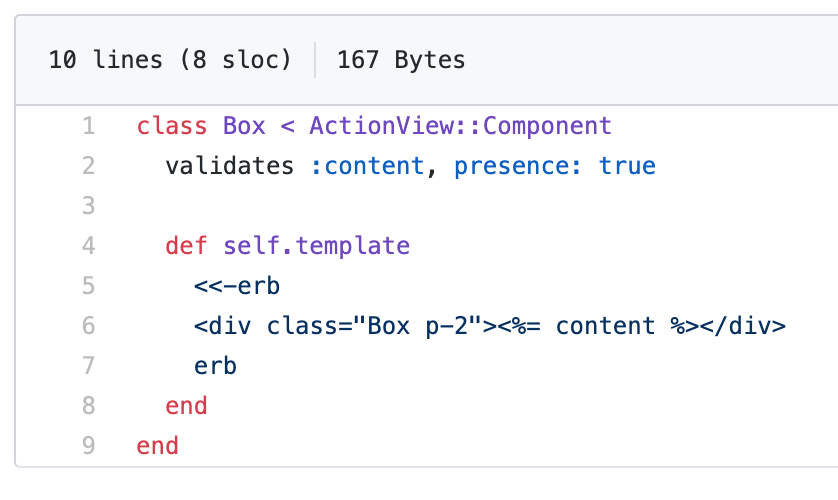 10 lines (8 sloc) 167 Bytes
1 class Box < ActionView::Component
2 validates :content, presence: true
3
4 def self.template
5 <<-erb
6 <div class="Box p-2"><%= content %></div>
7 erb
8 end
9 end